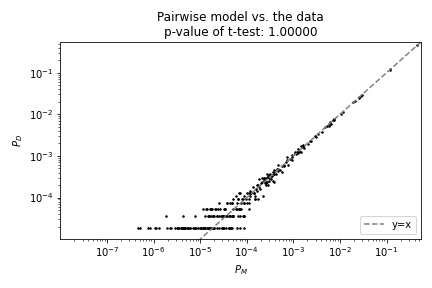 Pairwise model vs. the data
p-value of t-test: 1.00000
10⁻¹
10⁻²
10⁻³
10⁻⁴
P_D
y=x
10⁻⁷ 10⁻⁶ 10⁻⁵ 10⁻⁴ 10⁻³ 10⁻² 10⁻¹
P_M